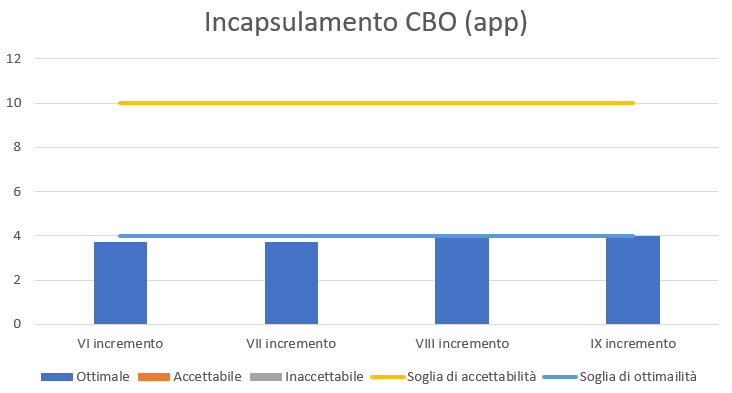 Incapsulamento CBO (app)
12
10
8
6
4
2
0
VI incremento VII incremento VIII incremento IX incremento
Ottimale Accettabile Inaccettabile Soglia di accettabilità Soglia di ottimailità